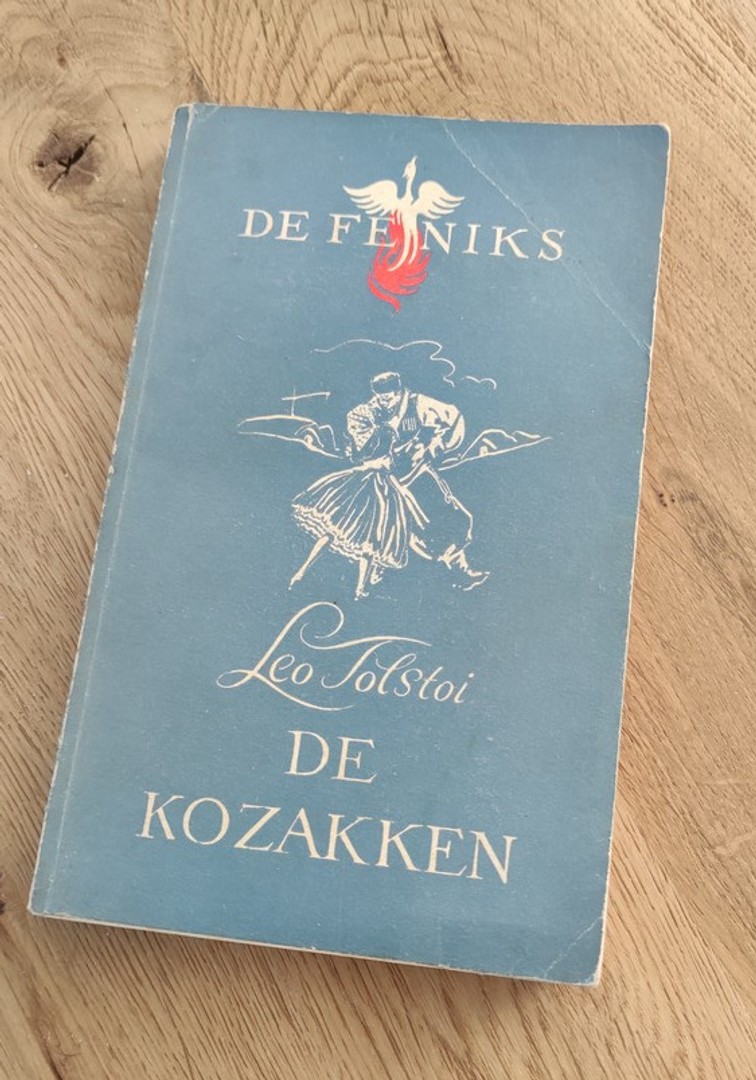 DE FENIKS
Leo Tolstoi
DE
KOZAKKEN